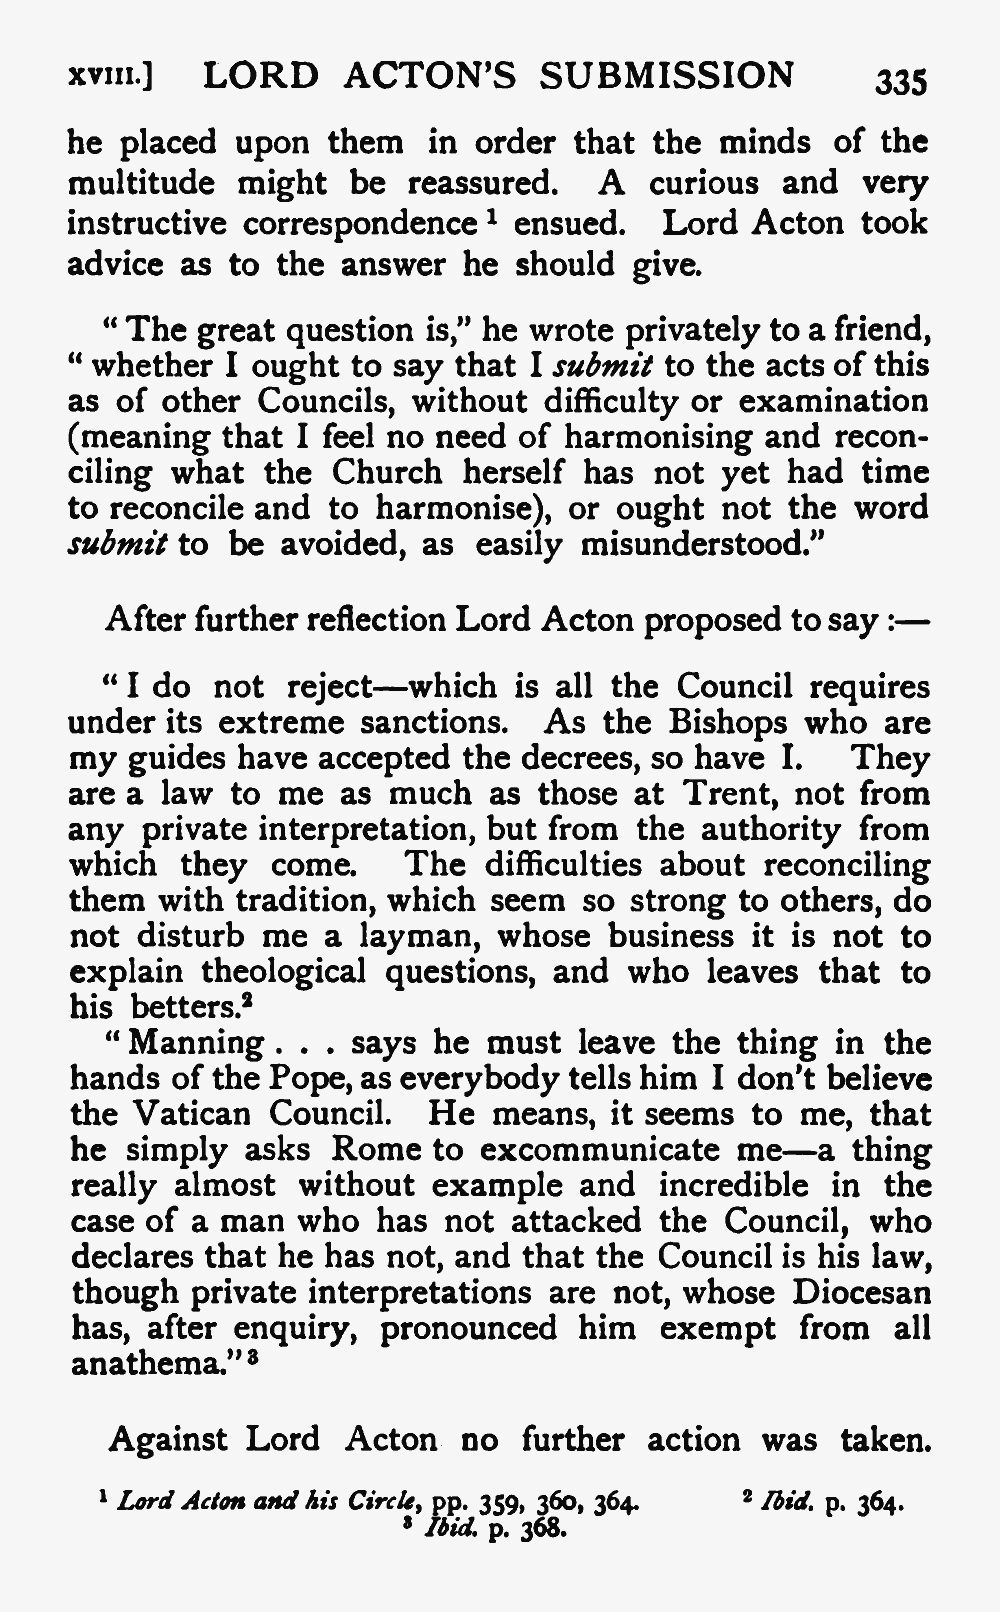 XVIII.] LORD ACTON'S SUBMISSION 335
he placed upon them in order that the minds of the
multitude might be reassured. A curious and very
instructive correspondence ¹ ensued. Lord Acton took
advice as to the answer he should give.
“ The great question is,” he wrote privately to a friend,
“ whether I ought to say that I submit to the acts of this
as of other Councils, without difficulty or examination
(meaning that I feel no need of harmonising and recon-
ciling what the Church herself has not yet had time
to reconcile and to harmonise), or ought not the word
submit to be avoided, as easily misunderstood.”
After further reflection Lord Acton proposed to say :—
“ I do not reject—which is all the Council requires
under its extreme sanctions. As the Bishops who are
my guides have accepted the decrees, so have I. They
are a law to me as much as those at Trent, not from
any private interpretation, but from the authority from
which they come. The difficulties about reconciling
them with tradition, which seem so strong to others, do
not disturb me a layman, whose business it is not to
explain theological questions, and who leaves that to
his betters.²
“ Manning . . . says he must leave the thing in the
hands of the Pope, as everybody tells him I don't believe
the Vatican Council. He means, it seems to me, that
he simply asks Rome to excommunicate me—a thing
really almost without example and incredible in the
case of a man who has not attacked the Council, who
declares that he has not, and that the Council is his law,
though private interpretations are not, whose Diocesan
has, after enquiry, pronounced him exempt from all
anathema.” ³
Against Lord Acton no further action was taken.
¹ Lord Acton and his Circle, pp. 359, 360, 364. ² Ibid. p. 364.
³ Ibid. p. 368.